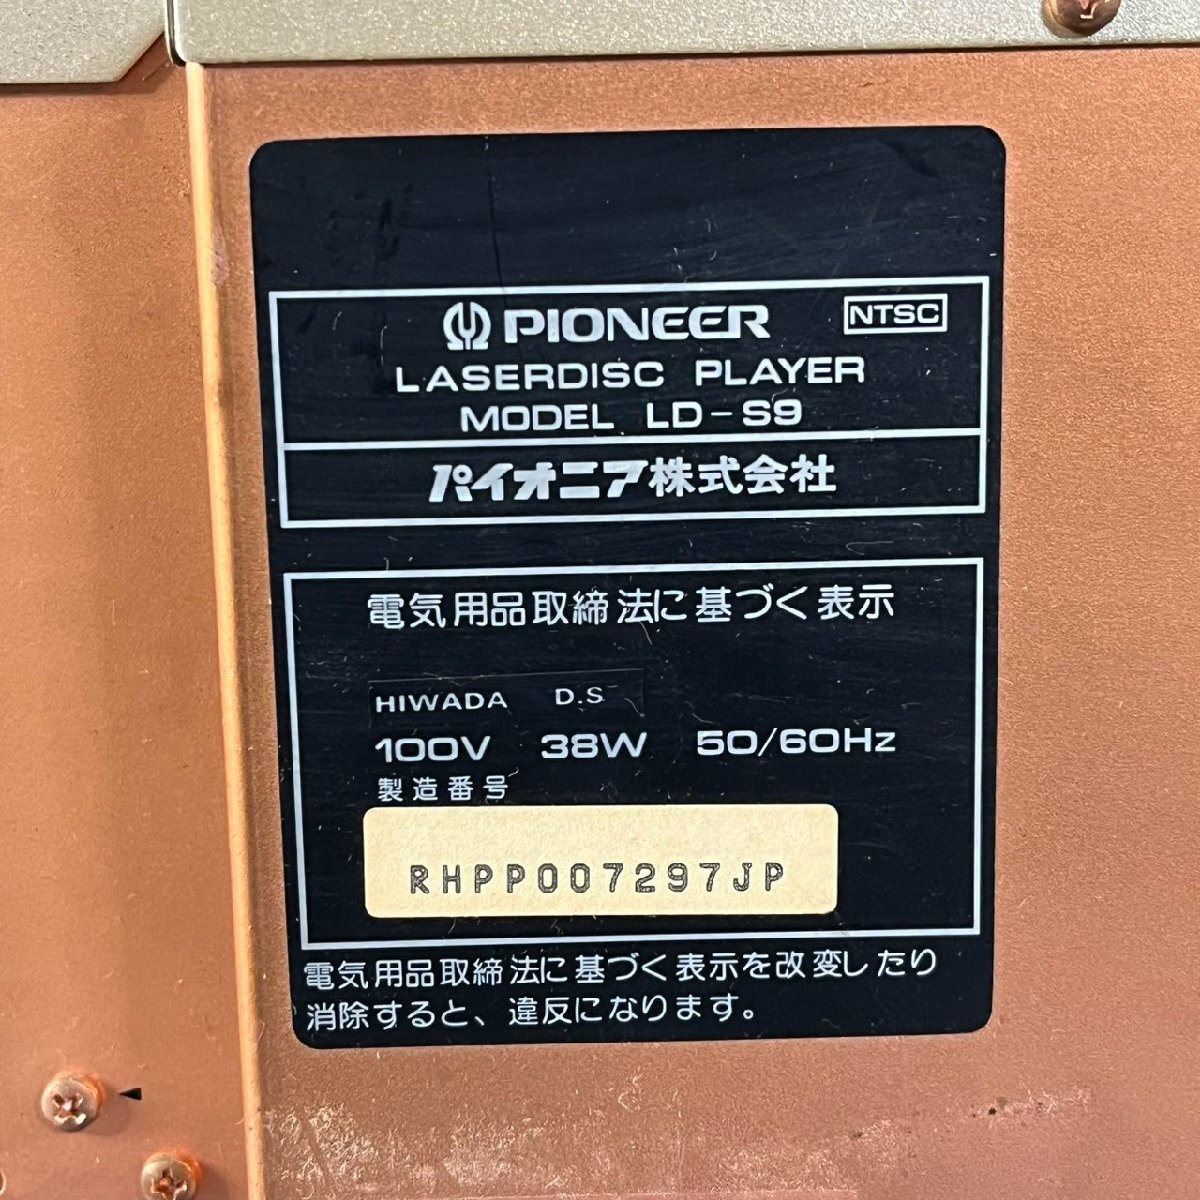 PIONEER NTSC
LASERDISC PLAYER
MODEL LD-S9
パイオニア株式会社
電気用品取締法に基づく表示
HIWADA D.S
100V 38W 50/60Hz
製造番号
RHPP007297JP
電気用品取締法に基づく表示を改変したり
消除すると、違反になります。